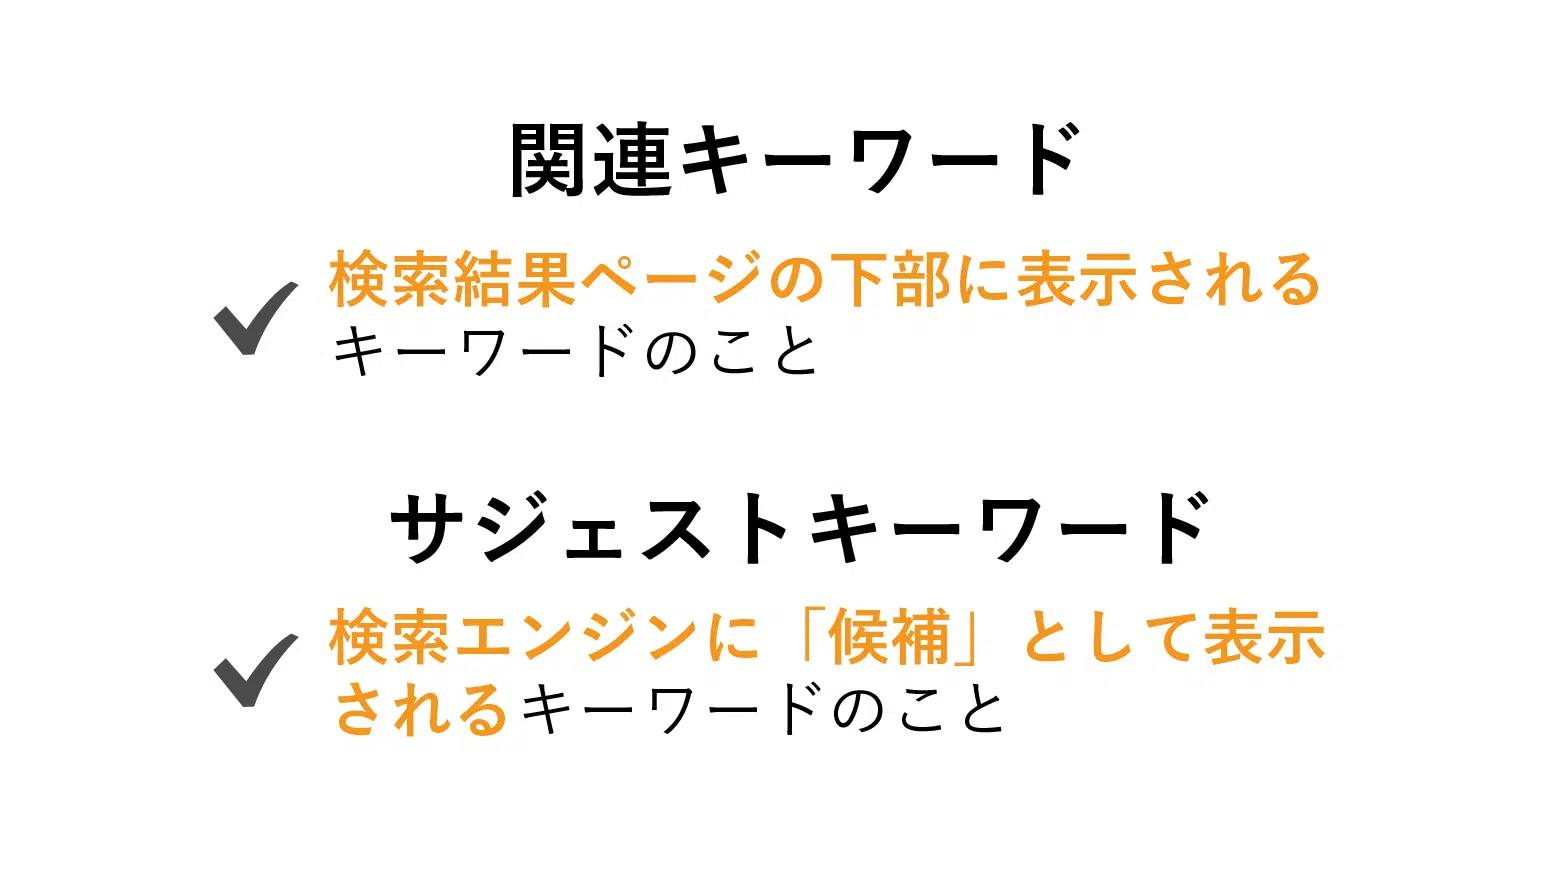 関連キーワード
検索結果ページの下部に表示される
キーワードのこと
サジェストキーワード
検索エンジンに「候補」として表示
されるキーワードのこと